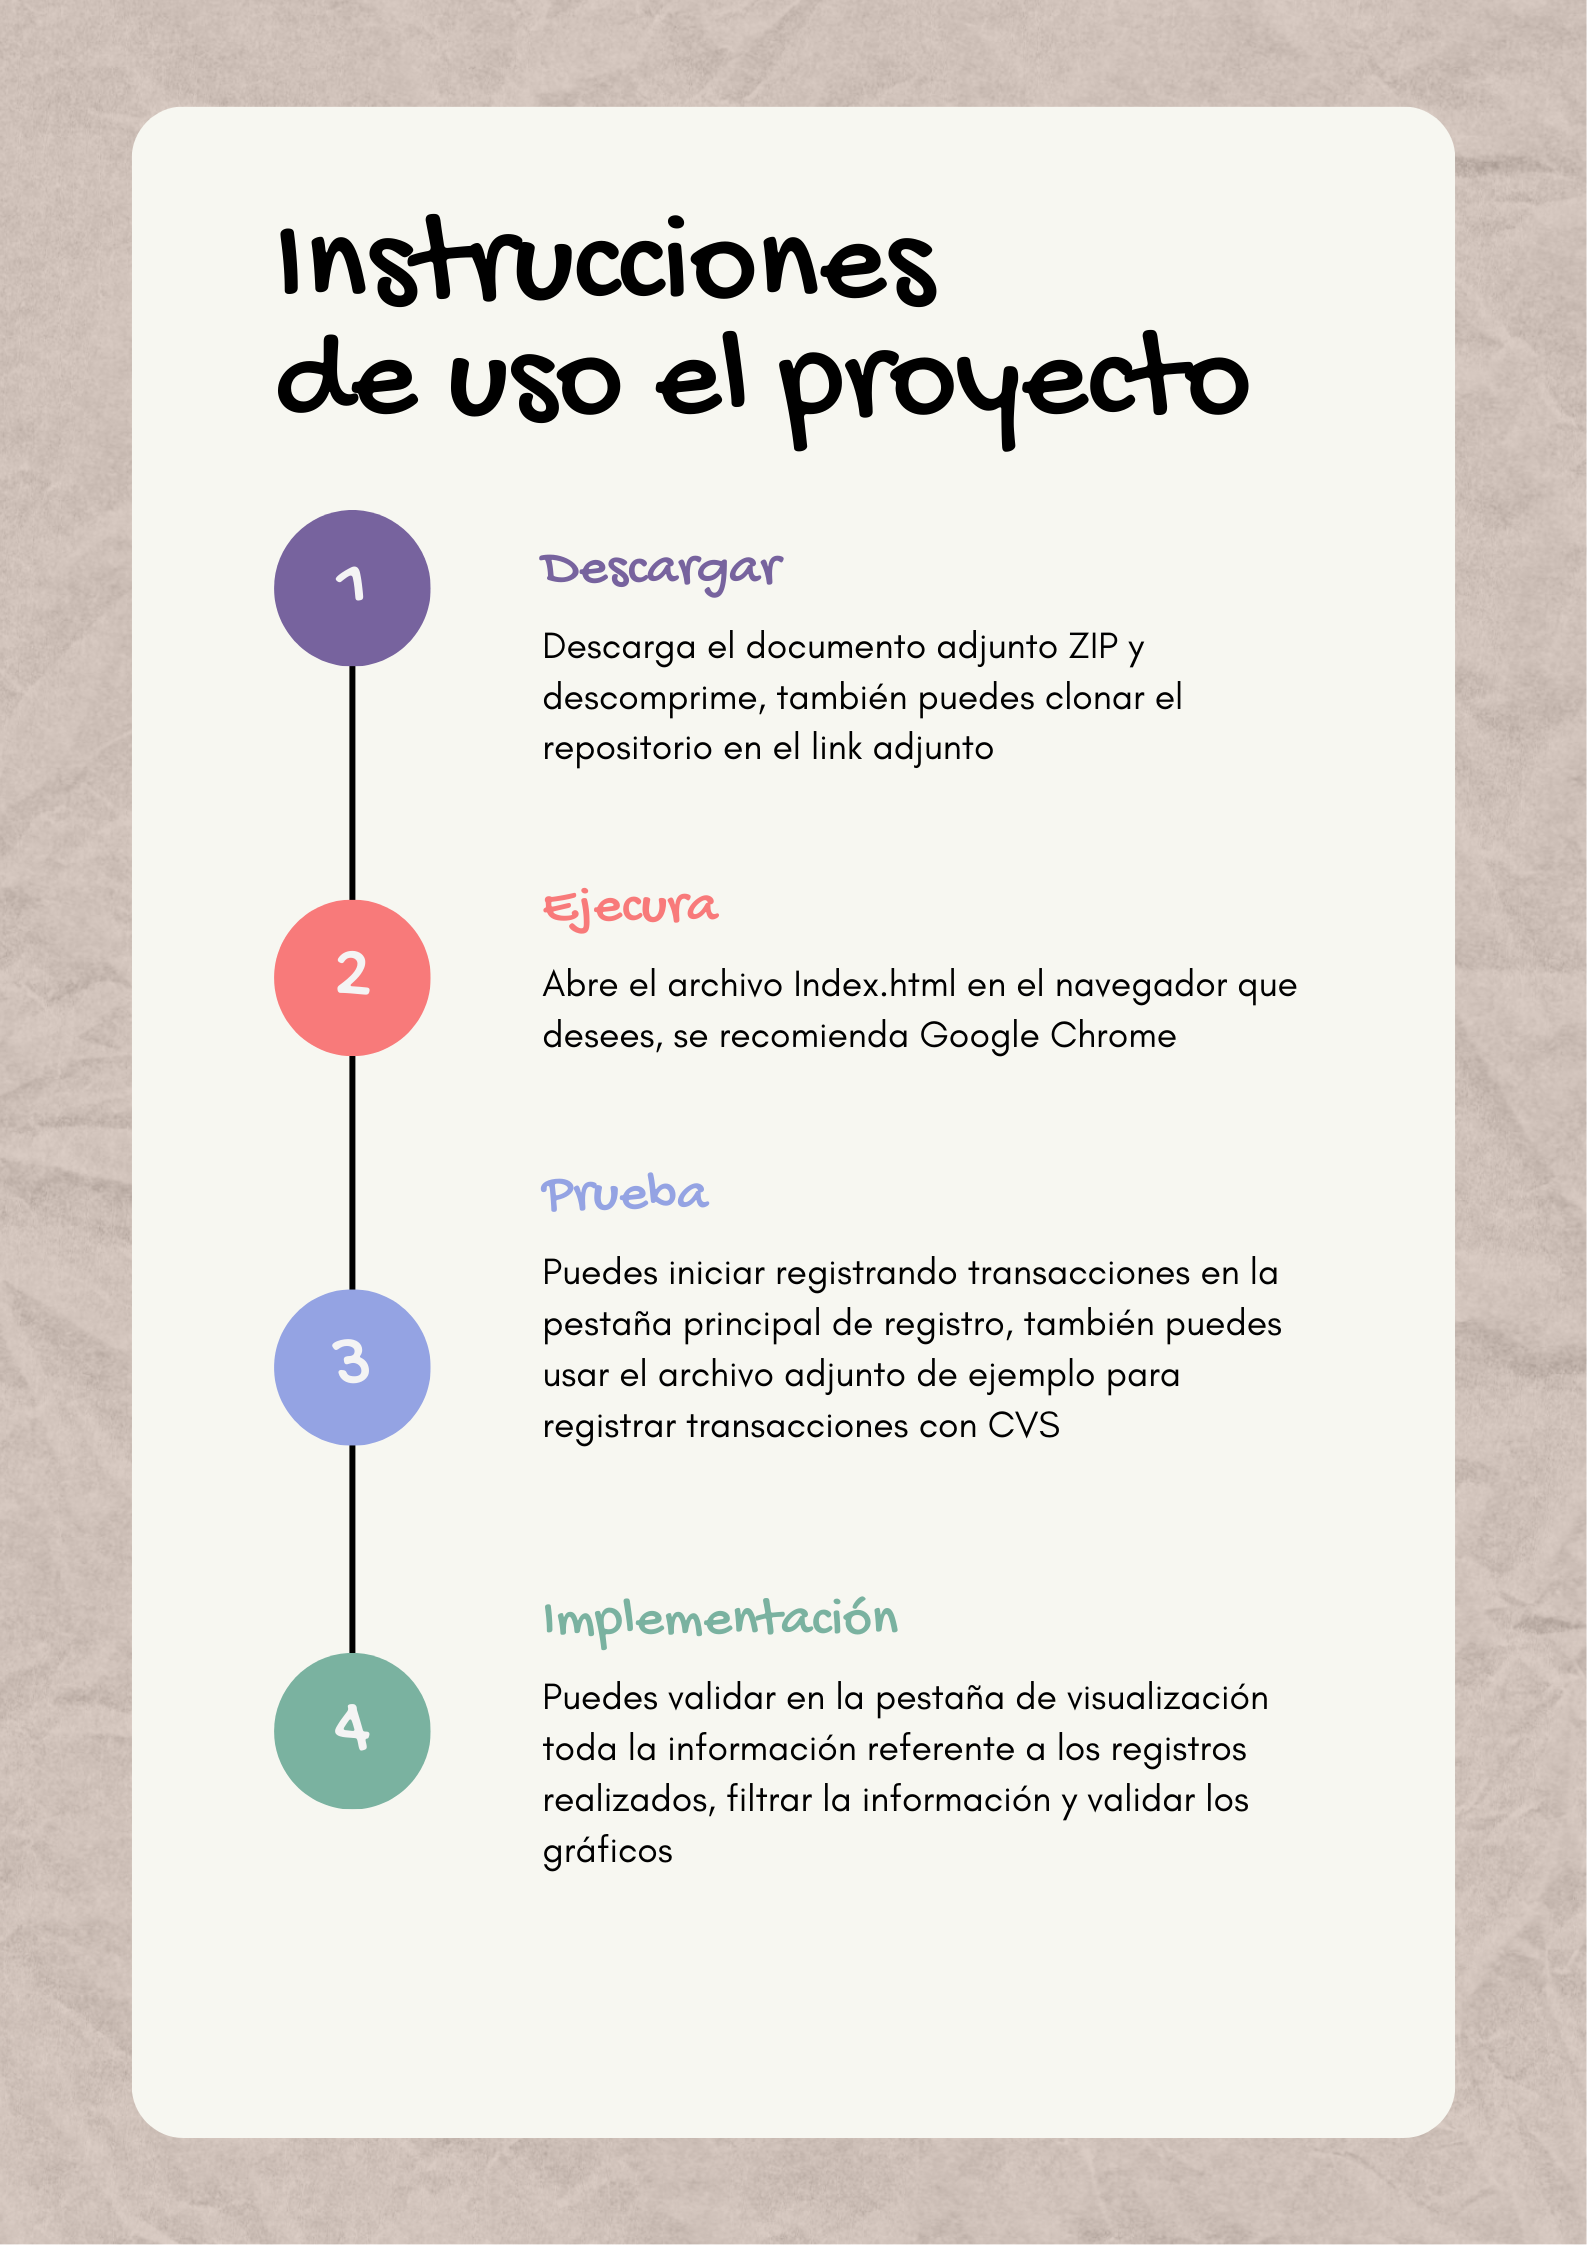 Instrucciones
de uso el proyecto
1
Descargar
Descarga el documento adjunto ZIP y
descomprime, también puedes clonar el
repositorio en el link adjunto
2
Ejecura
Abre el archivo Index.html en el navegador que
desees, se recomienda Google Chrome
3
Prueba
Puedes iniciar registrando transacciones en la
pestaña principal de registro, también puedes
usar el archivo adjunto de ejemplo para
registrar transacciones con CVS
4
Implementación
Puedes validar en la pestaña de visualización
toda la información referente a los registros
realizados, filtrar la información y validar los
gráficos